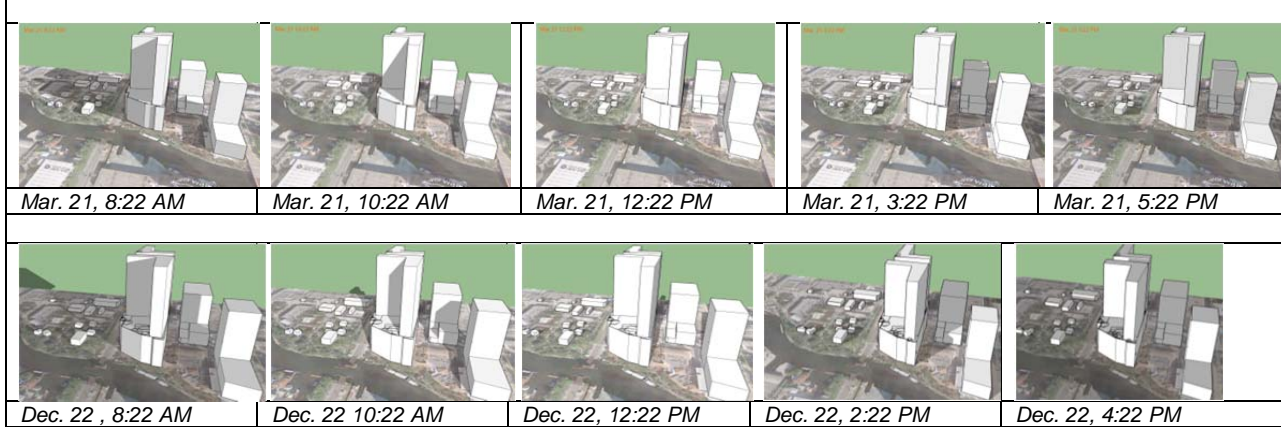 Mar. 21, 8:22 AM
Mar. 21, 10:22 AM
Mar. 21, 12:22 PM
Mar. 21, 3:22 PM
Mar. 21, 5:22 PM
Dec. 22 , 8:22 AM
Dec. 22 10:22 AM
Dec. 22, 12:22 PM
Dec. 22, 2:22 PM
Dec. 22, 4:22 PM